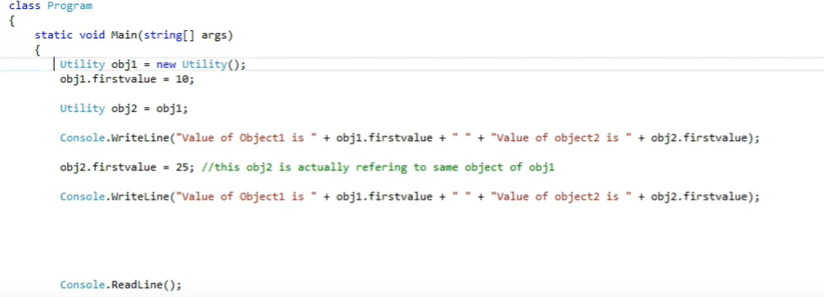 class Program
{
static void Main(string[] args)
{
Utility obj1 = new Utility();
obj1.firstvalue = 10;
Utility obj2 = obj1;
Console.WriteLine("Value of Object1 is " + obj1.firstvalue + " " + "Value of object2 is " + obj2.firstvalue);
obj2.firstvalue = 25; //this obj2 is actually refering to same object of obj1
Console.WriteLine("Value of Object1 is " + obj1.firstvalue + " " + "Value of object2 is " + obj2.firstvalue);
Console.ReadLine();